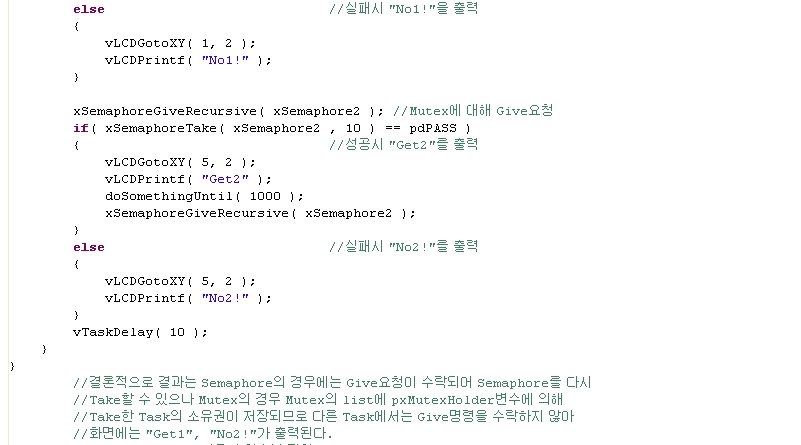 else //실패시 "No1!"을 출력
{
vLCDGotoXY( 1, 2 );
vLCDPrintf( "No1!" );
}
xSemaphoreGiveRecursive( xSemaphore2 ); //Mutex에 대해 Give요청
if( xSemaphoreTake( xSemaphore2 , 10 ) == pdPASS )
{ //성공시 "Get2"를 출력
vLCDGotoXY( 5, 2 );
vLCDPrintf( "Get2" );
doSomethingUntil( 1000 );
xSemaphoreGiveRecursive( xSemaphore2 );
}
else //실패시 "No2!"를 출력
{
vLCDGotoXY( 5, 2 );
vLCDPrintf( "No2!" );
}
vTaskDelay( 10 );
}
}
//결론적으로 결과는 Semaphore의 경우에는 Give요청이 수락되어 Semaphore를 다시
//Take할 수 있으나 Mutex의 경우 Mutex의 list에 pxMutexHolder변수에 의해
//Take한 Task의 소유권이 저장되므로 다른 Task에서는 Give명령을 수락하지 않아
//화면에는 "Get1", "No2!"가 출력된다.